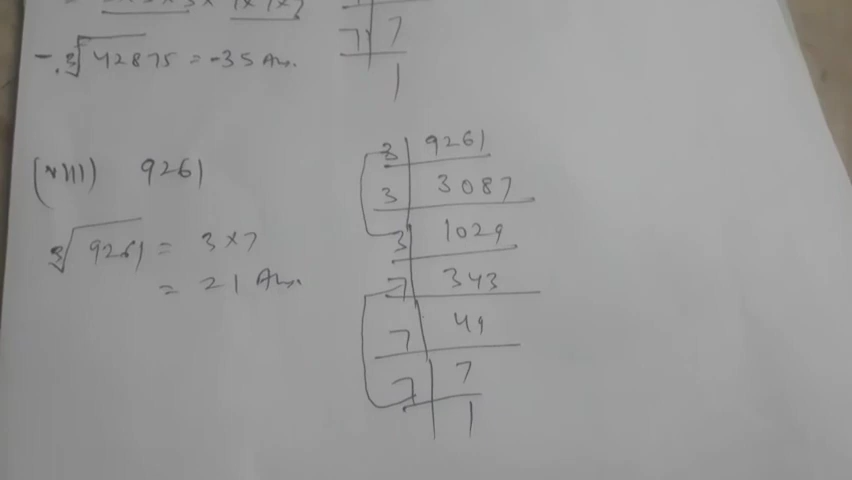 7 | 7
1
- ∛42875 = -35 Ans.
(viii) 9261
∛9261 = 3 × 7
= 21 Ans.
3 | 9261
3 | 3087
3 | 1029
7 | 343
7 | 49
7 | 7
1